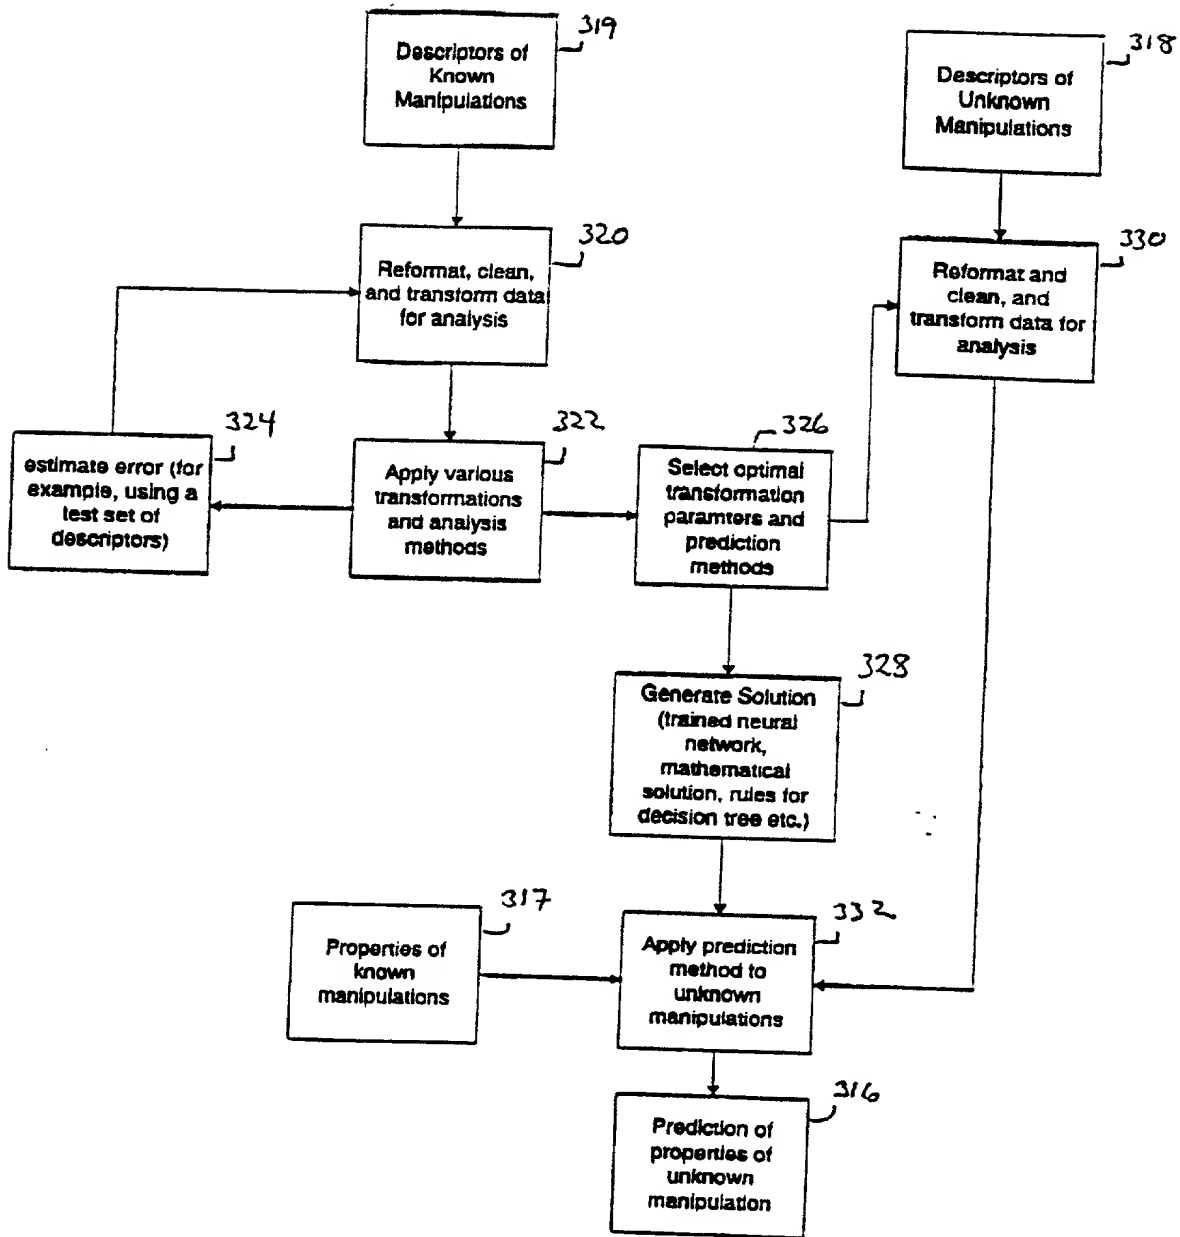 319
Descriptors of
Known
Manipulations
318
Descriptors of
Unknown
Manipulations
320
Reformat, clean,
and transform data
for analysis
330
Reformat and
clean, and
transform data for
analysis
324
estimate error (for
example, using a
test set of
descriptors)
322
Apply various
transformations
and analysis
methods
326
Select optimal
transformation
paramters and
prediction
methods
328
Generate Solution
(trained neural
network,
mathematical
solution, rules for
decision tree etc.)
317
Properties of
known
manipulations
332
Apply prediction
method to
unknown
manipulations
316
Prediction of
properties of
unknown
manipulation